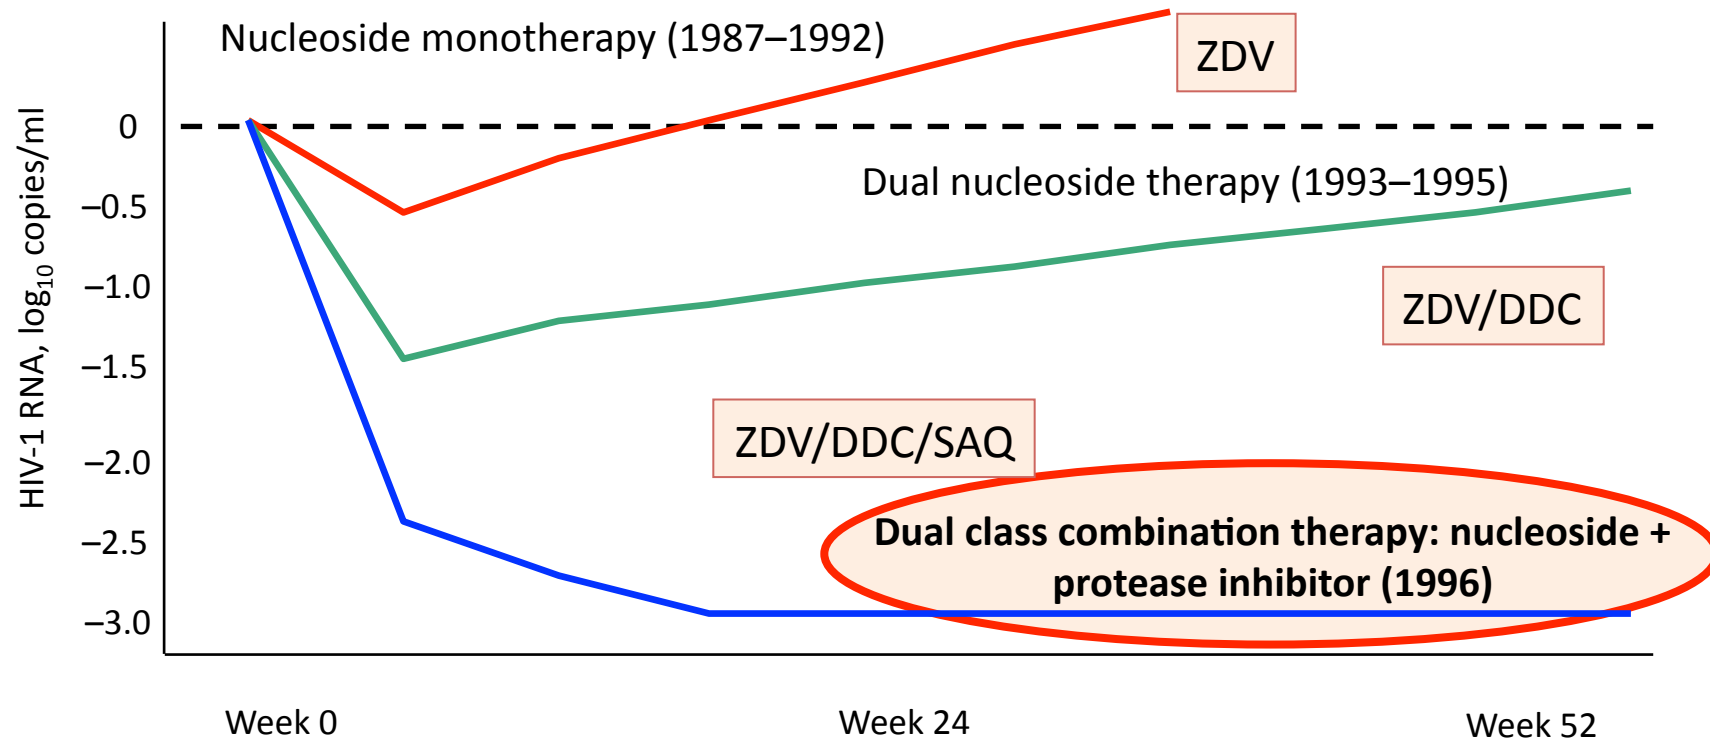 Nucleoside monotherapy (1987–1992)
ZDV
HIV-1 RNA, log10 copies/ml
0
–0.5
–1.0
–1.5
–2.0
–2.5
–3.0
Dual nucleoside therapy (1993–1995)
ZDV/DDC
ZDV/DDC/SAQ
Dual class combination therapy: nucleoside +
protease inhibitor (1996)
Week 0
Week 24
Week 52